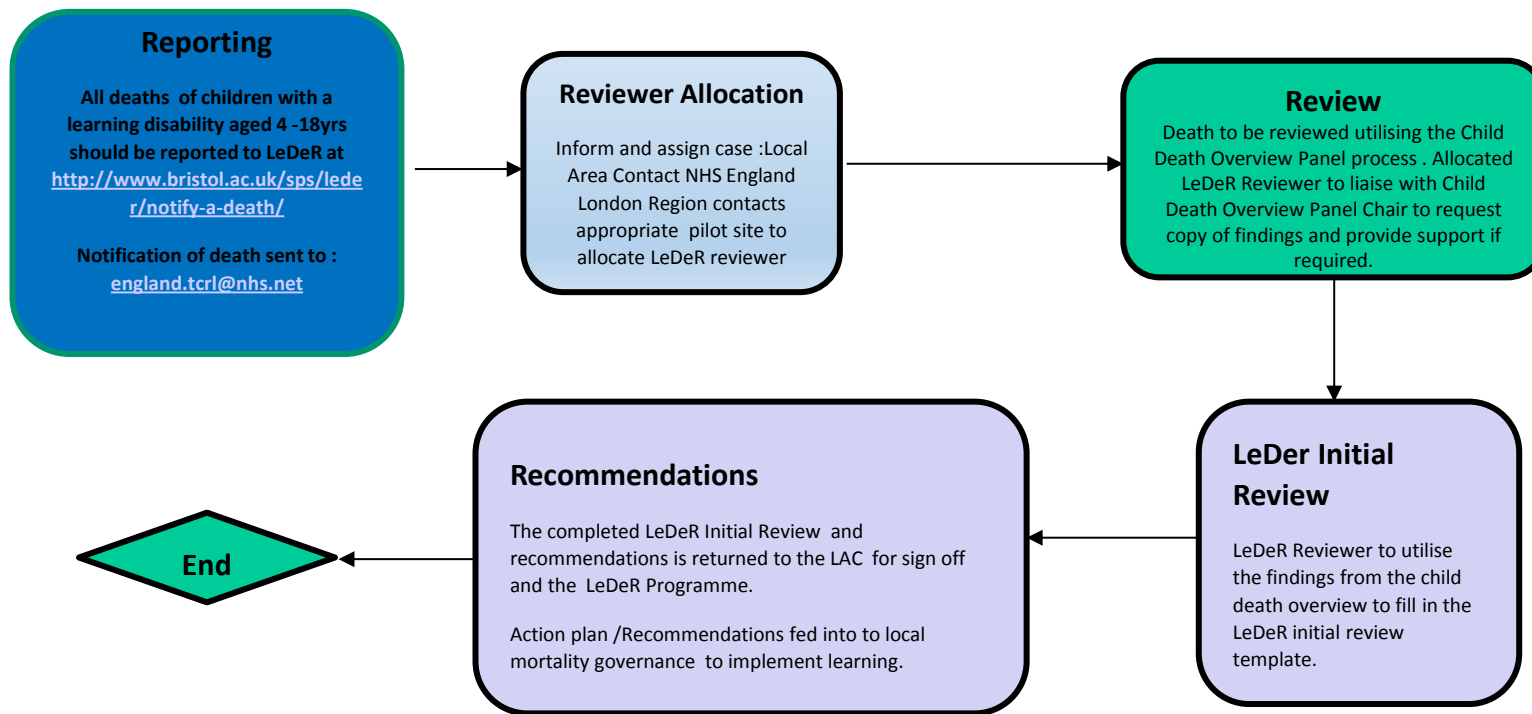 Reporting
All deaths  of children with a
learning disability aged 4 -18yrs
should be reported to LeDeR at
http://www.bristol.ac.uk/sps/lede
r/notify-a-death/
Notification of death sent to :
england.tcrl@nhs.net
Reviewer Allocation
Inform and assign case :Local
Area Contact NHS England
London Region contacts
appropriate  pilot site to
allocate LeDeR reviewer
Review
Death to be reviewed utilising the Child
Death Overview Panel process . Allocated
LeDeR Reviewer to liaise with Child
Death Overview Panel Chair to request
copy of findings and provide support if
required.
LeDer Initial
Review
LeDeR Reviewer to utilise
the findings from the child
death overview to fill in the
LeDeR initial review
template.
Recommendations
The completed LeDeR Initial Review  and
recommendations is returned to the LAC  for sign off
and the  LeDeR Programme.
Action plan /Recommendations fed into to local
mortality governance  to implement learning.
End